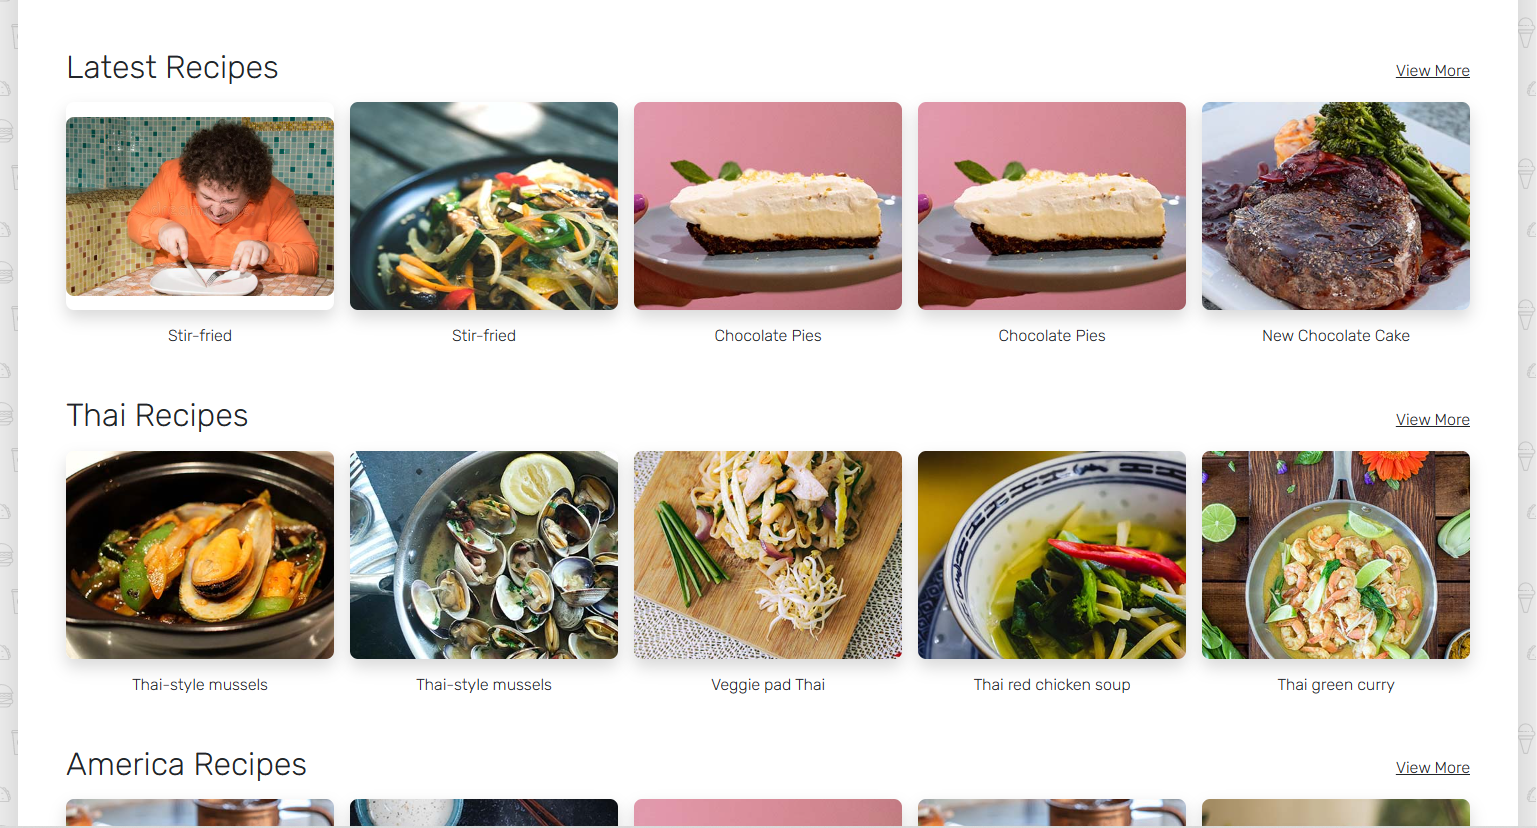 Latest Recipes
View More
Stir-fried
Stir-fried
Chocolate Pies
Chocolate Pies
New Chocolate Cake
Thai Recipes
View More
Thai-style mussels
Thai-style mussels
Veggie pad Thai
Thai red chicken soup
Thai green curry
America Recipes
View More